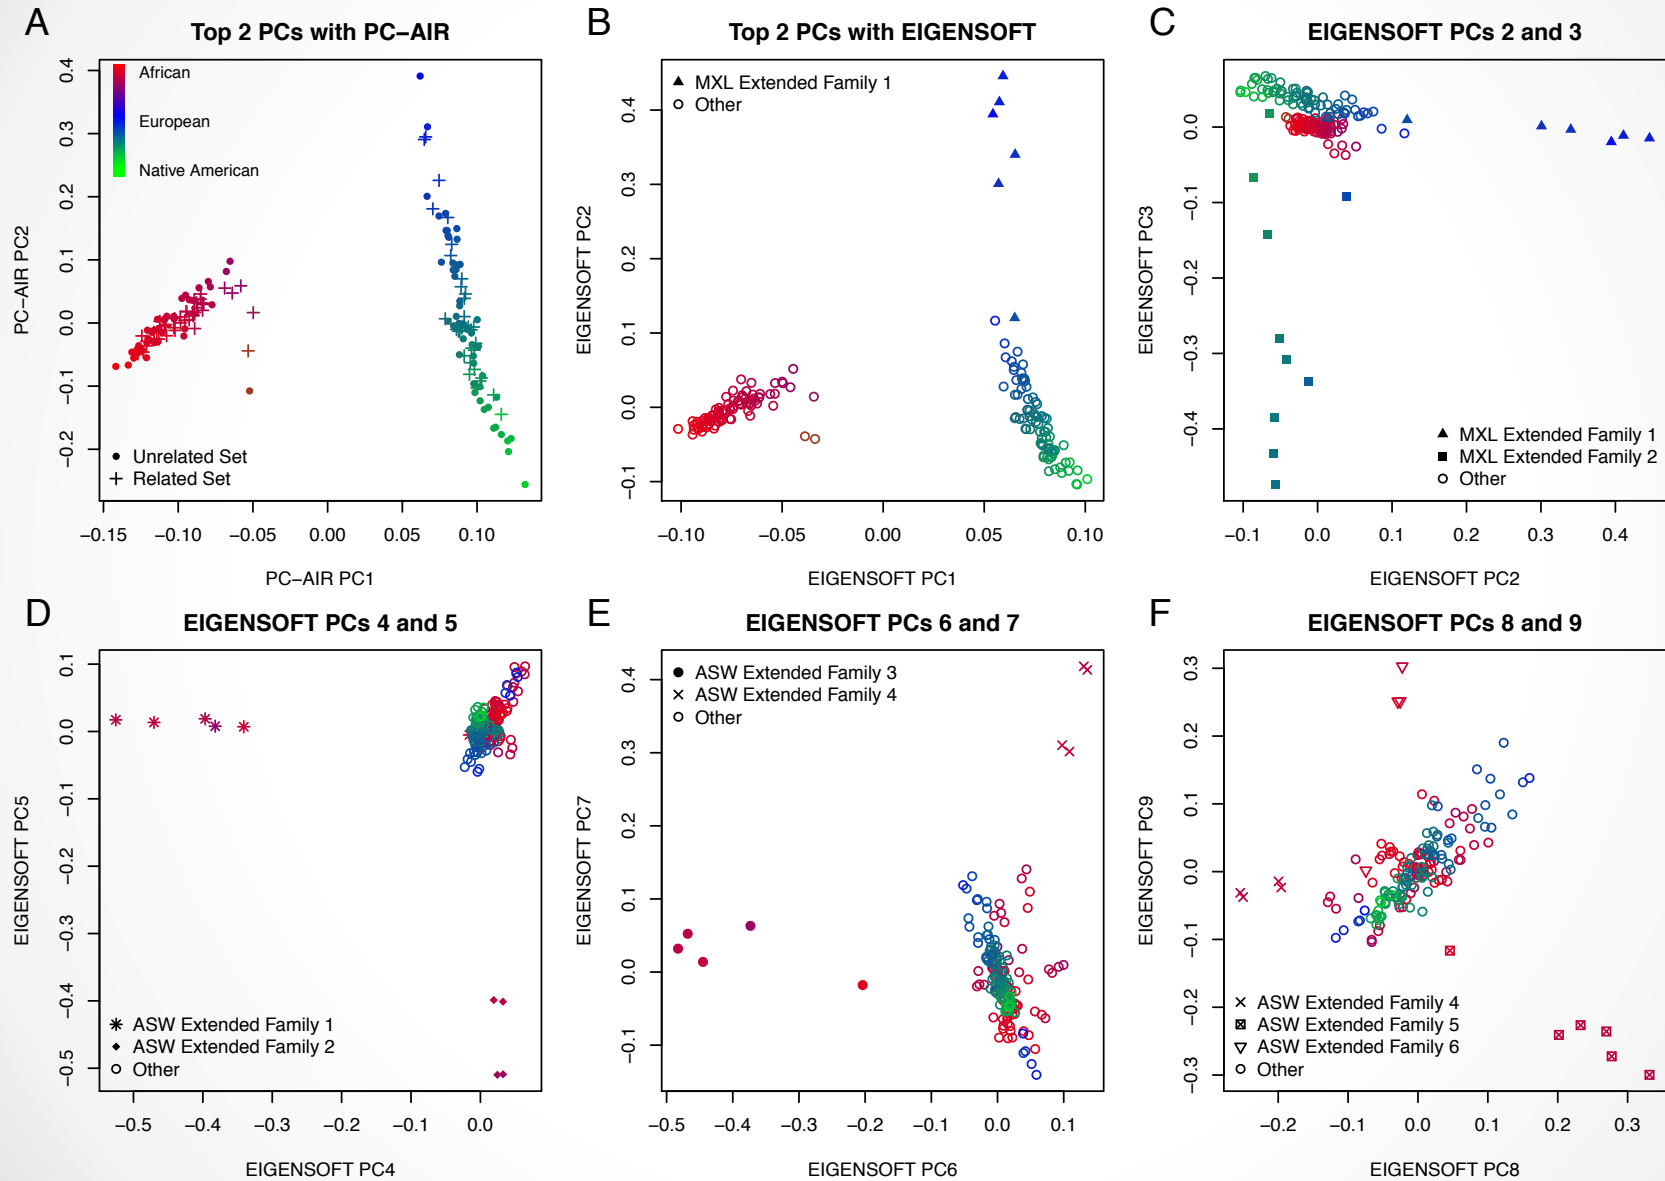 A
Top 2 PCs with PC−AIR
African
European
Native American
Unrelated Set
Related Set
0.4
0.3
0.2
0.1
0.0
−0.1
−0.2
PC−AIR PC2
−0.15
−0.10
−0.05
0.00
0.05
0.10
PC−AIR PC1
B
Top 2 PCs with EIGENSOFT
MXL Extended Family 1
Other
0.4
0.3
0.2
0.1
0.0
−0.1
EIGENSOFT PC2
−0.10
−0.05
0.00
0.05
0.10
EIGENSOFT PC1
C
EIGENSOFT PCs 2 and 3
0.0
−0.1
−0.2
−0.3
−0.4
EIGENSOFT PC3
MXL Extended Family 1
MXL Extended Family 2
Other
−0.1
0.0
0.1
0.2
0.3
0.4
EIGENSOFT PC2
D
EIGENSOFT PCs 4 and 5
0.1
0.0
−0.1
−0.2
−0.3
−0.4
−0.5
EIGENSOFT PC5
ASW Extended Family 1
ASW Extended Family 2
Other
−0.5
−0.4
−0.3
−0.2
−0.1
0.0
EIGENSOFT PC4
E
EIGENSOFT PCs 6 and 7
ASW Extended Family 3
ASW Extended Family 4
Other
0.4
0.3
0.2
0.1
0.0
−0.1
EIGENSOFT PC7
−0.5
−0.4
−0.3
−0.2
−0.1
0.0
0.1
EIGENSOFT PC6
F
EIGENSOFT PCs 8 and 9
0.3
0.2
0.1
0.0
−0.1
−0.2
−0.3
EIGENSOFT PC9
ASW Extended Family 4
ASW Extended Family 5
ASW Extended Family 6
Other
−0.2
−0.1
0.0
0.1
0.2
0.3
EIGENSOFT PC8